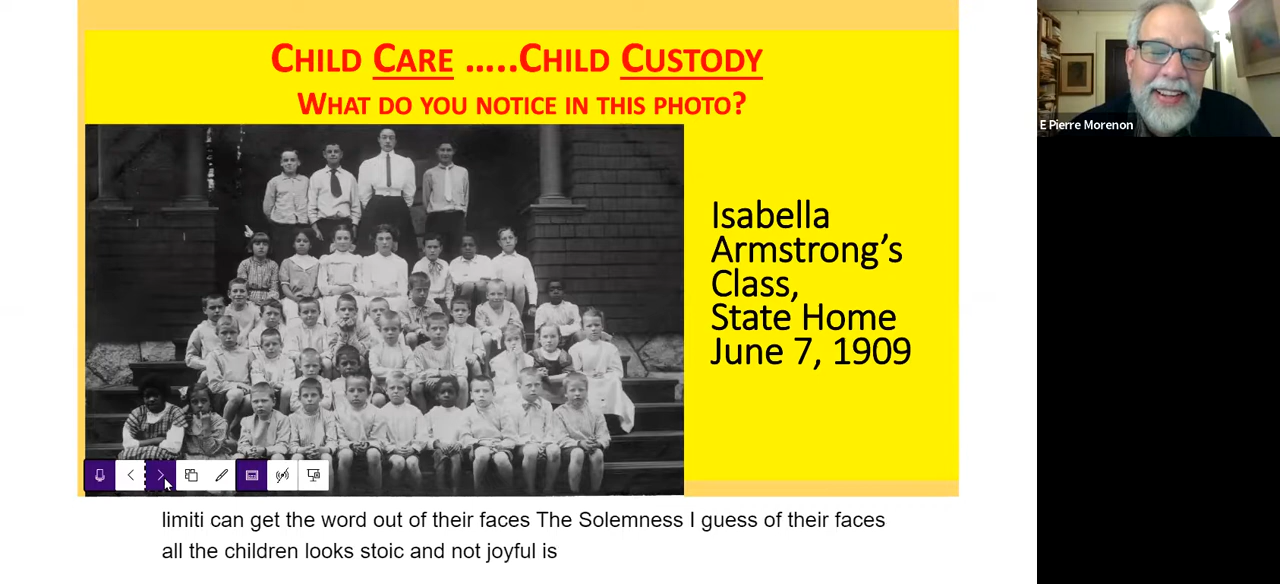 CHILD CARE .....CHILD CUSTODY
WHAT DO YOU NOTICE IN THIS PHOTO?
Isabella
Armstrong's
Class,
State Home
June 7, 1909
E Pierre Morenon
limiti can get the word out of their faces The Solemness I guess of their faces
all the children looks stoic and not joyful is